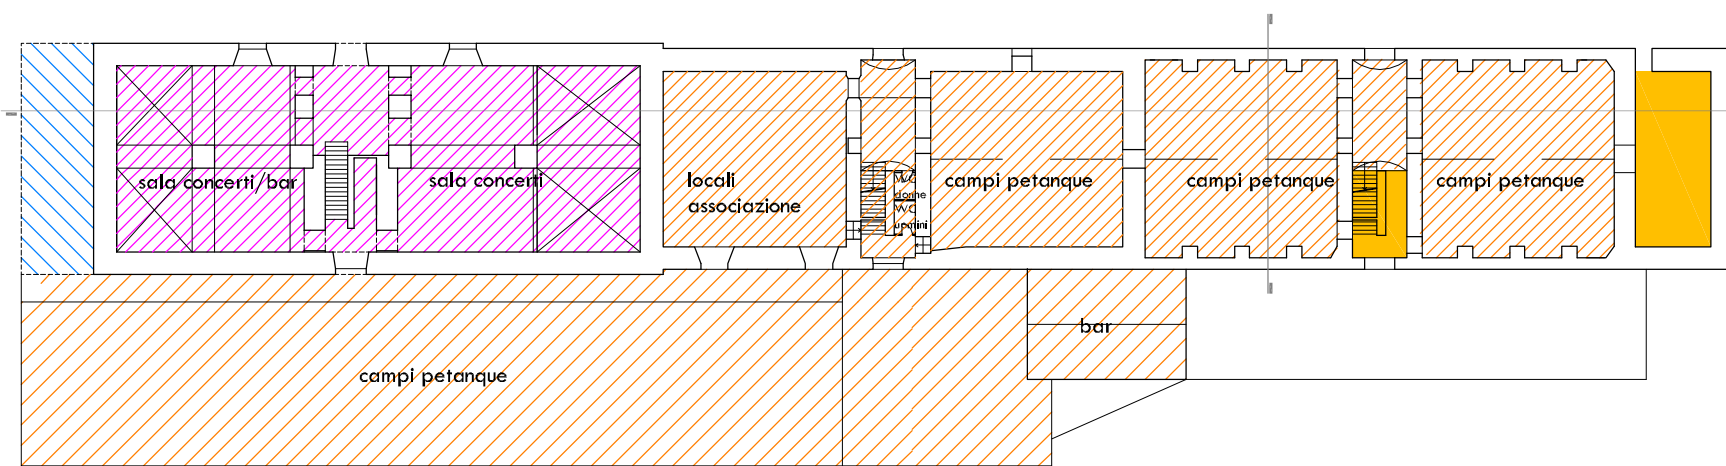 sala concerti/bar
sala concerti
locali
associazione
WC
donne
WC
uomini
campi petanque
campi petanque
campi petanque
bar
campi petanque